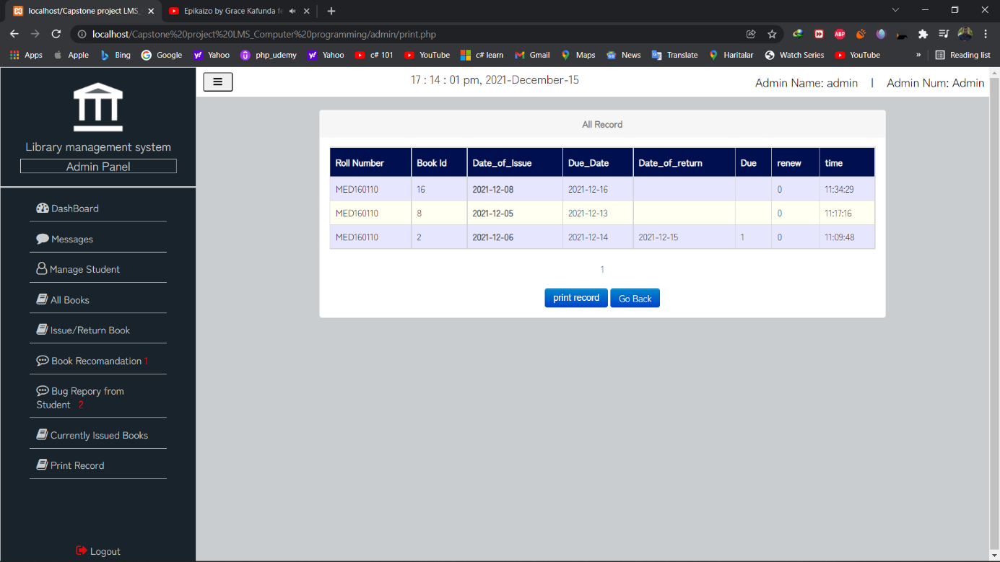 localhost/Capstone project LMS_
Epikaizo by Grace Kafunda fe
localhost/Capstone%20project%20LMS_Computer%20programming/admin/print.php
ABP
Apps Apple Bing Google Yahoo php_udemy Yahoo c# 101 YouTube c# learn Gmail Maps News Translate Haritalar Watch Series YouTube » Reading list
17 : 14 : 01 pm, 2021-December-15
Admin Name: admin | Admin Num: Admin
Library management system
Admin Panel
DashBoard
Messages
Manage Student
All Books
Issue/Return Book
Book Recomandation 1
Bug Repory from
Student 2
Currently Issued Books
Print Record
Logout
All Record
Roll Number Book Id Date_of_Issue Due_Date Date_of_return Due renew time
MED160110 16 2021-12-08 2021-12-16 0 11:34:29
MED160110 8 2021-12-05 2021-12-13 0 11:17:16
MED160110 2 2021-12-06 2021-12-14 2021-12-15 1 0 11:09:48
1
print record Go Back